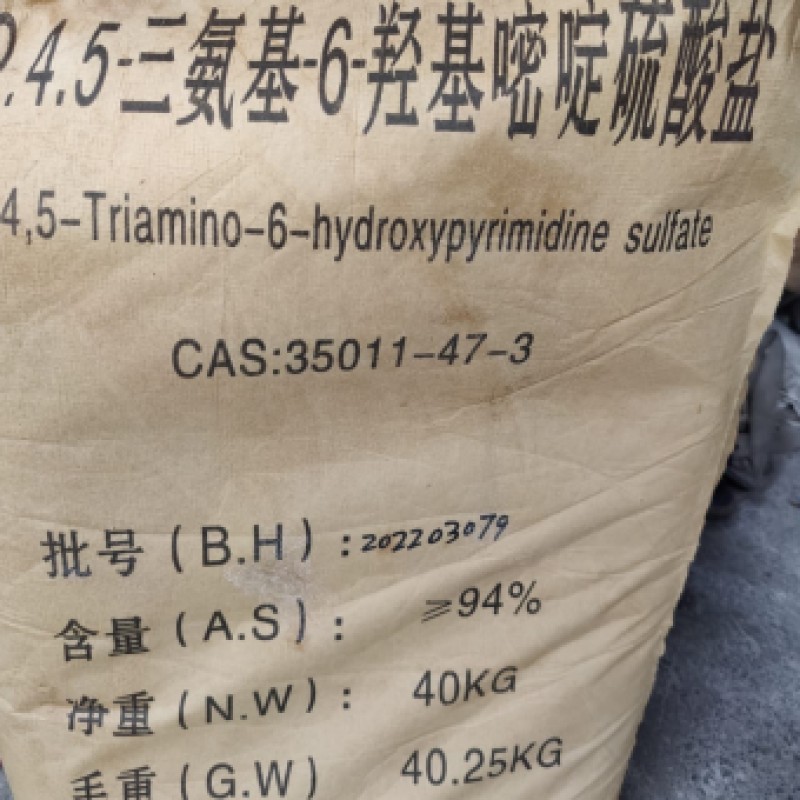 2.4.5-三氨基-6-羟基嘧啶硫酸盐
4,5-Triamino-6-hydroxypyrimidine sulfate
CAS:35011-47-3
批号(B.H):202203079
含量(A.S): ≥94%
净重(N.W): 40KG
毛重(G.W) 40.25KG